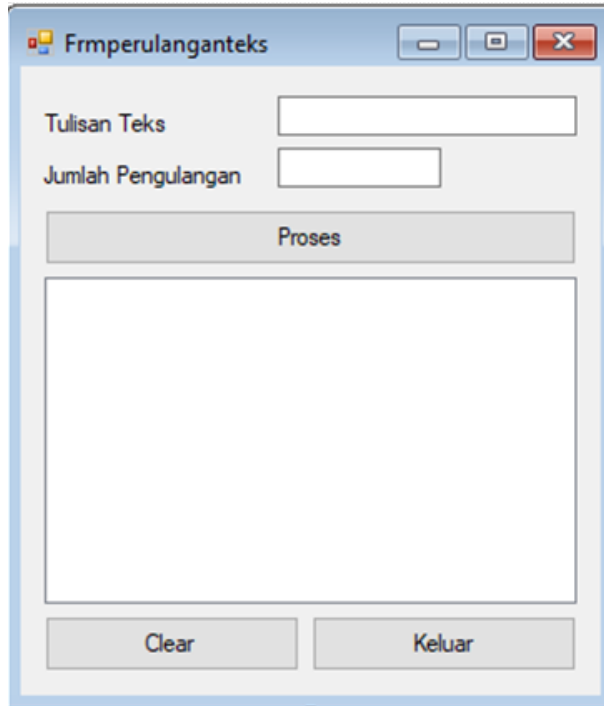 Frmperulanganteks
Tulisan Teks
Jumlah Pengulangan
Proses
Clear
Keluar